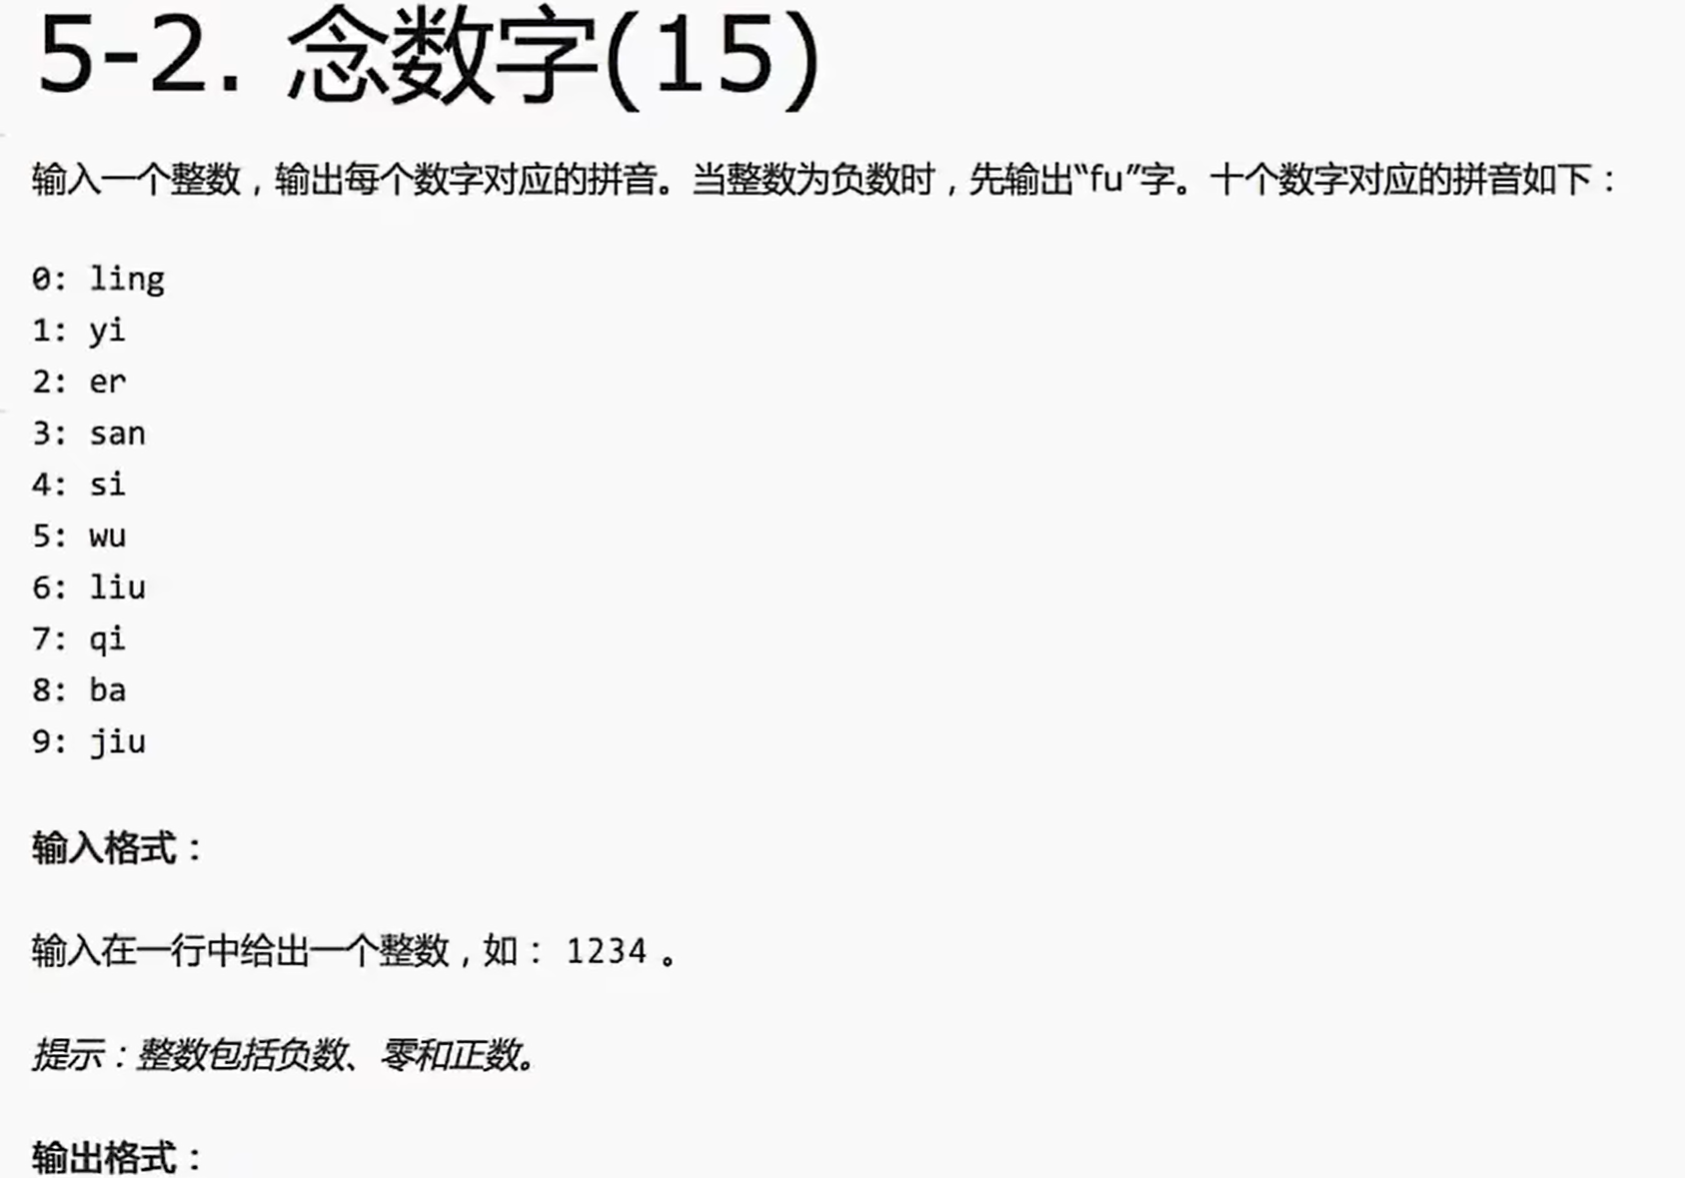 5-2. 念数字(15)
输入一个整数，输出每个数字对应的拼音。当整数为负数时，先输出“fu”字。十个数字对应的拼音如下：
0: ling
1: yi
2: er
3: san
4: si
5: wu
6: liu
7: qi
8: ba
9: jiu
输入格式：
输入在一行中给出一个整数，如： 1234 。
提示：整数包括负数、零和正数。
输出格式：